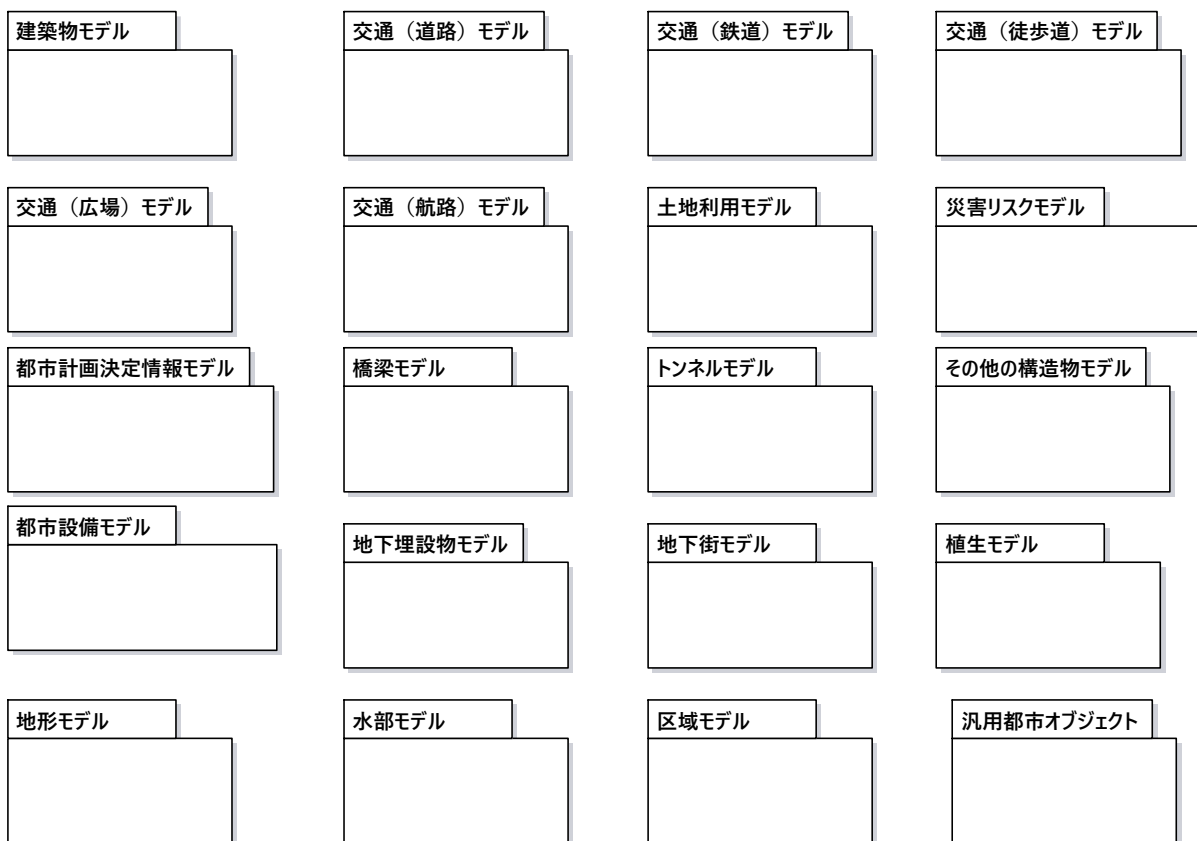 建築物モデル
交通（道路）モデル
交通（鉄道）モデル
交通（徒歩道）モデル
交通（広場）モデル
交通（航路）モデル
土地利用モデル
災害リスクモデル
都市計画決定情報モデル
橋梁モデル
トンネルモデル
その他の構造物モデル
都市設備モデル
地下埋設物モデル
地下街モデル
植生モデル
地形モデル
水部モデル
区域モデル
汎用都市オブジェクト